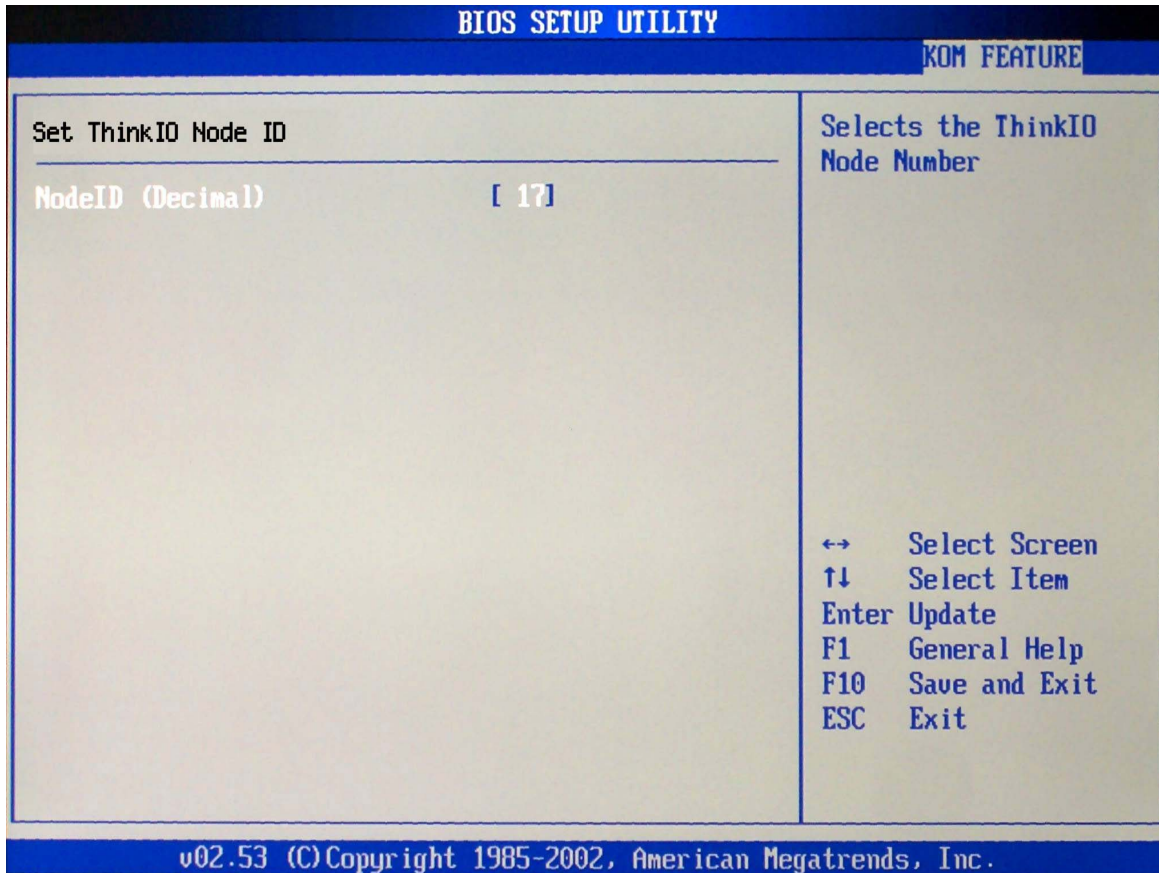 BIOS SETUP UTILITY
KOM FEATURE
Set ThinkIO Node ID
NodeID (Decimal) [ 17]
Selects the ThinkIO
Node Number
←→ Select Screen
↑↓ Select Item
Enter Update
F1 General Help
F10 Save and Exit
ESC Exit
v02.53 (C)Copyright 1985-2002, American Megatrends, Inc.